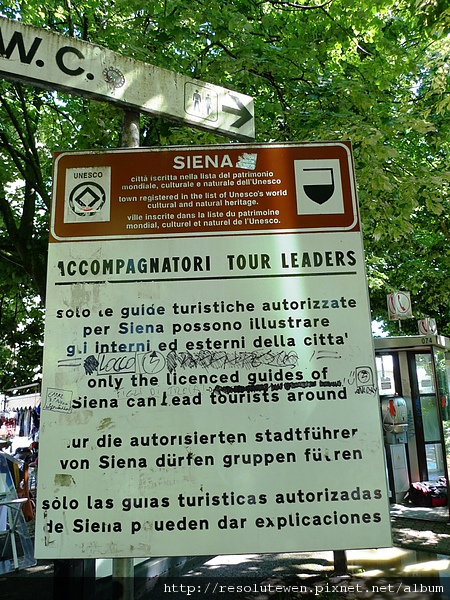 W.C.
UNESCO
SIENA
città iscritta nella lista del patrimonio
mondiale, culturale e naturale dell'Unesco
town registered in the list of Unesco's world
cultural and natural heritage.
ville inscrite dans la liste du patrimoine
mondial, culturel et naturel de l'Unesco.
ACCOMPAGNATORI TOUR LEADERS
solo le guide turistiche autorizzate
per Siena possono illustrare
gli interni ed esterni della citta'
LOCCO
only the licenced guides of
Siena can lead tourists around
nur die autorisierten stadtführer
von Siena dürfen gruppen führen
solo las guias turisticas autorizadas
de Siena pueden dar explicaciones
074
http://resolutewen.pixnet.net/album